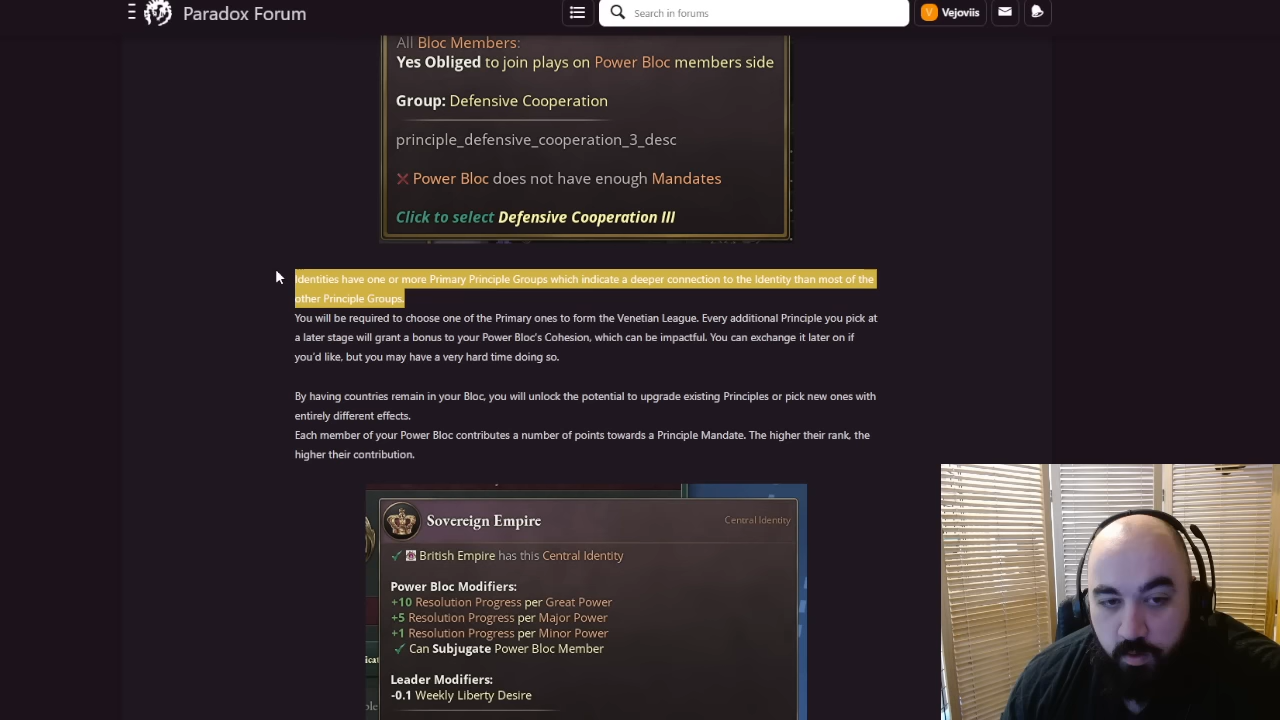 Paradox Forum
Search in forums
V Vejoviis
All Bloc Members:
Yes Obliged to join plays on Power Bloc members side
Group: Defensive Cooperation
principle_defensive_cooperation_3_desc
Power Bloc does not have enough Mandates
Click to select Defensive Cooperation III
Identities have one or more Primary Principle Groups which indicate a deeper connection to the Identity than most of the
other Principle Groups.
You will be required to choose one of the Primary ones to form the Venetian League. Every additional Principle you pick at
a later stage will grant a bonus to your Power Bloc's Cohesion, which can be impactful. You can exchange it later on if
you'd like, but you may have a very hard time doing so.
By having countries remain in your Bloc, you will unlock the potential to upgrade existing Principles or pick new ones with
entirely different effects.
Each member of your Power Bloc contributes a number of points towards a Principle Mandate. The higher their rank, the
higher their contribution.
Sovereign Empire
Central Identity
British Empire has this Central Identity
Power Bloc Modifiers:
+10 Resolution Progress per Great Power
+5 Resolution Progress per Major Power
+1 Resolution Progress per Minor Power
Can Subjugate Power Bloc Member
Leader Modifiers:
-0.1 Weekly Liberty Desire